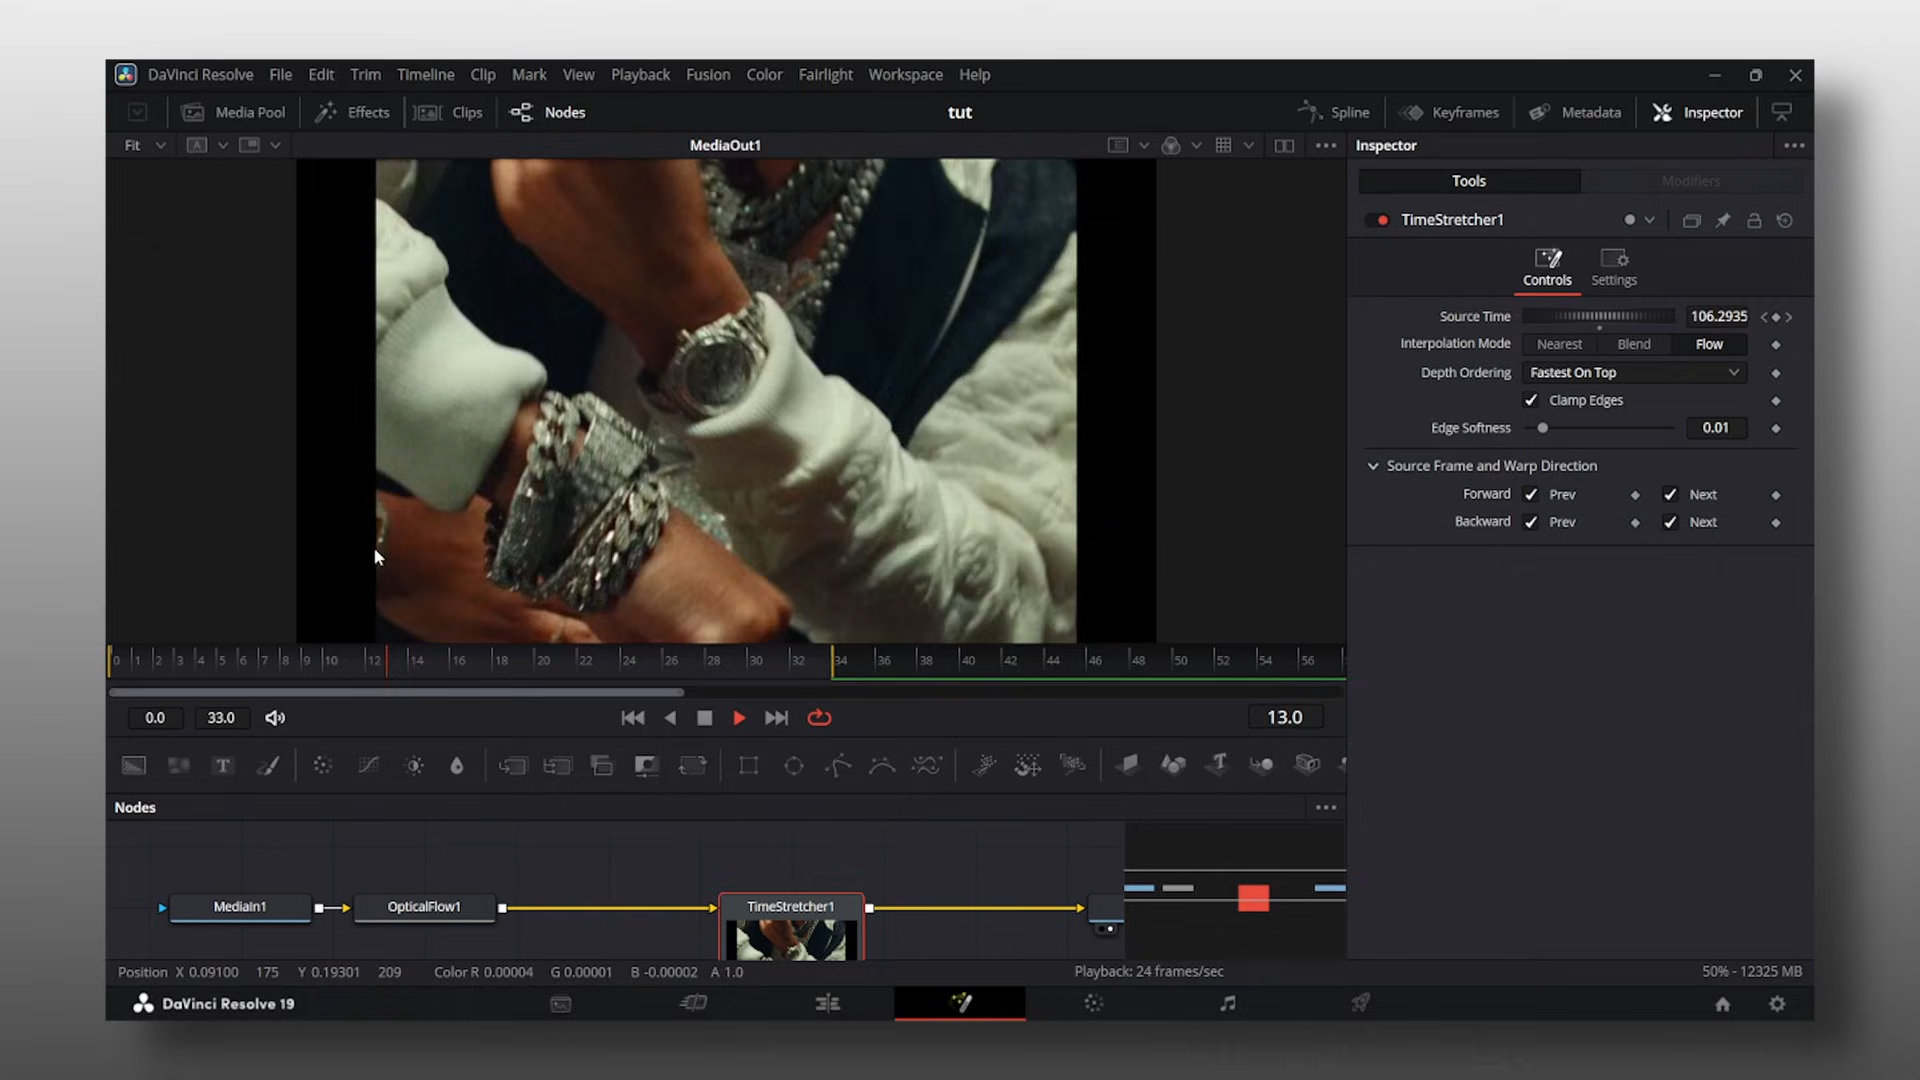 DaVinci Resolve File Edit Trim Timeline Clip Mark View Playback Fusion Color Fairlight Workspace Help
Media Pool Effects Clips Nodes tut Spline Keyframes Metadata Inspector
Fit A MediaOut1 Inspector
Tools Modifiers
TimeStretcher1
Controls Settings
Source Time 106.2935
Interpolation Mode Nearest Blend Flow
Depth Ordering Fastest On Top
Clamp Edges
Edge Softness 0.01
Source Frame and Warp Direction
Forward Prev Next
Backward Prev Next
0 1 2 3 4 5 6 7 8 9 10 12 14 16 18 20 22 24 26 28 30 32 34 36 38 40 42 44 46 48 50 52 54 56
0.0 33.0 13.0
T T
Nodes
MediaIn1 OpticalFlow1 TimeStretcher1
Position X 0.09100 175 Y 0.19301 209 Color R 0.00004 G 0.00001 B -0.00002 A 1.0 Playback: 24 frames/sec 50% - 12325 MB
DaVinci Resolve 19